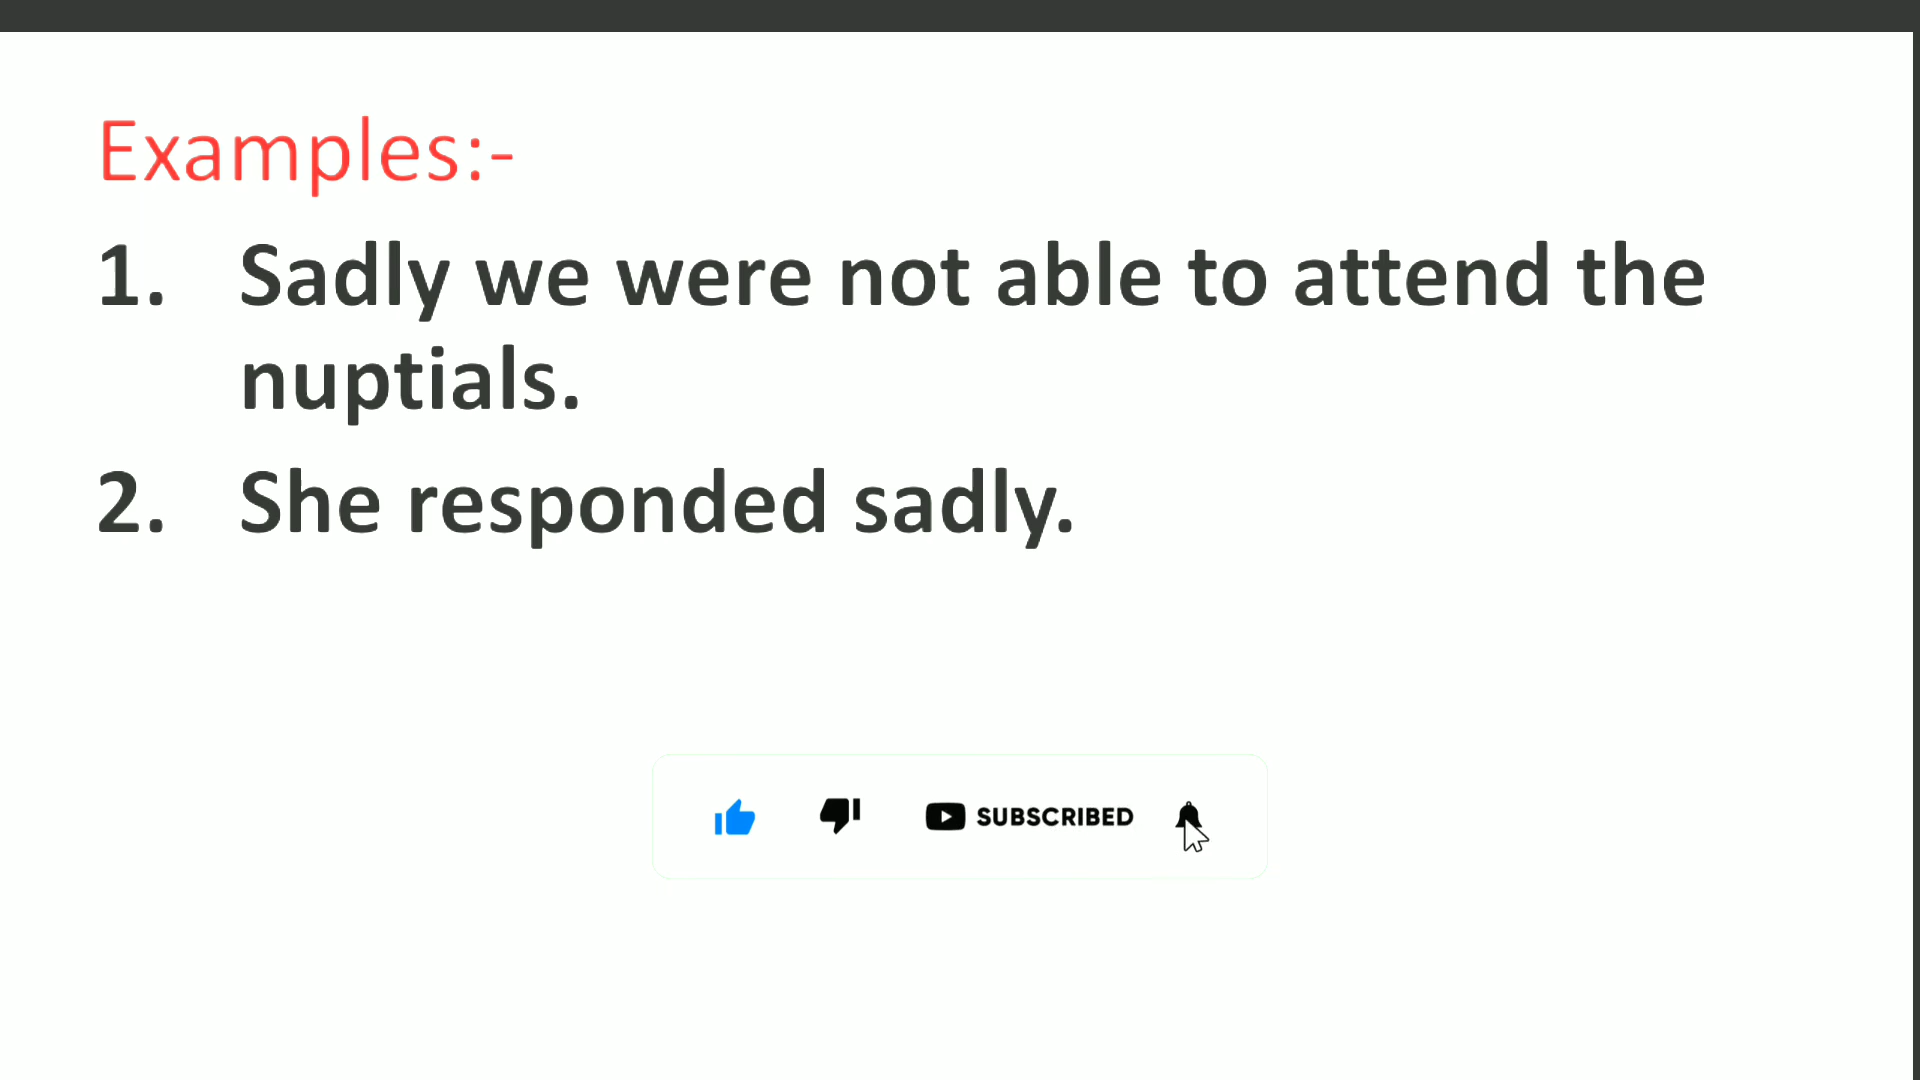 Examples:-
1. Sadly we were not able to attend the
nuptials.
2. She responded sadly.
SUBSCRIBED